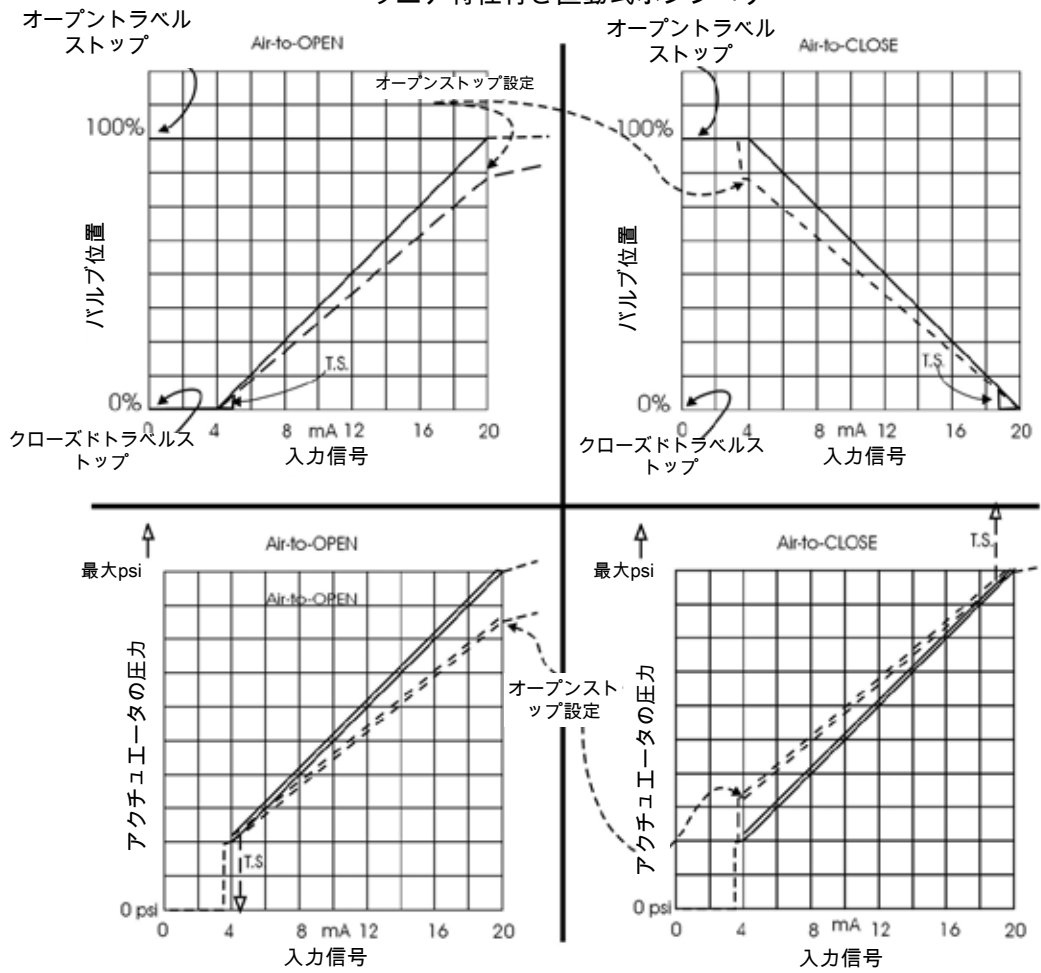 オープントラベル
ストップ
Air-to-OPEN
オープンストップ設定
100%
バルブ位置
T.S.
0%
4
8
mA
12
16
20
クローズドトラベルス
トップ
入力信号
オープントラベル
ストップ
Air-to-CLOSE
100%
バルブ位置
T.S.
0%
4
8
mA
12
16
20
クローズドトラベルス
トップ
入力信号
Air-to-OPEN
最大psi
Air-to-OPEN
アクチュエータの圧力
T.S
0 psi
0
4
8
mA
12
16
20
入力信号
オープンスト
ップ設定
Air-to-CLOSE
T.S.
最大psi
アクチュエータの圧力
0 psi
0
4
8
mA
12
16
20
入力信号